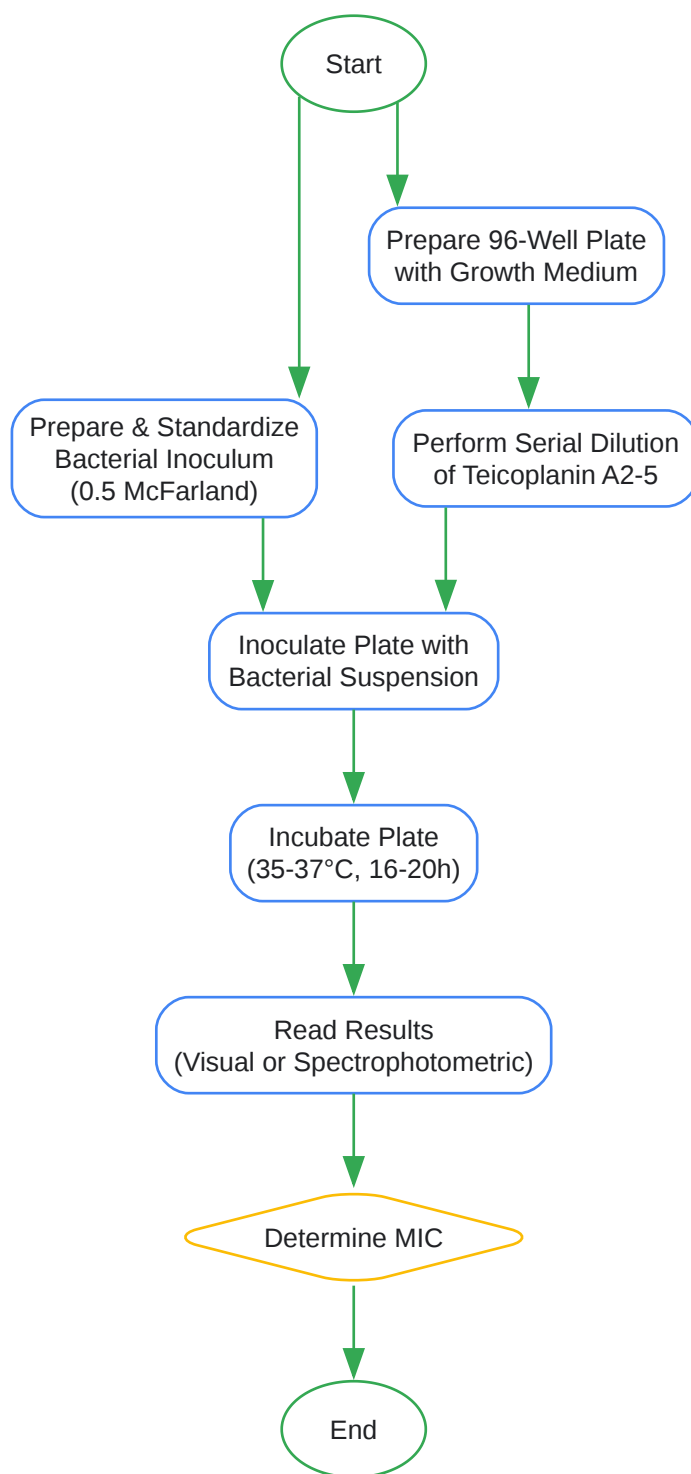 Start
Prepare 96-Well Plate
with Growth Medium
Prepare & Standardize
Bacterial Inoculum
(0.5 McFarland)
Perform Serial Dilution
of Teicoplanin A2-5
Inoculate Plate with
Bacterial Suspension
Incubate Plate
(35-37°C, 16-20h)
Read Results
(Visual or Spectrophotometric)
Determine MIC
End